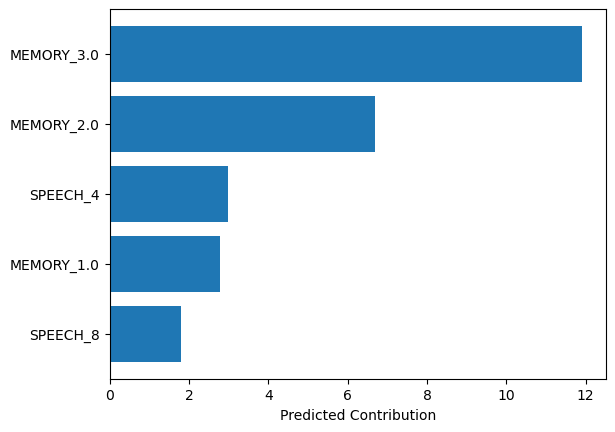 MEMORY_3.0
MEMORY_2.0
SPEECH_4
MEMORY_1.0
SPEECH_8
0 2 4 6 8 10 12
Predicted Contribution